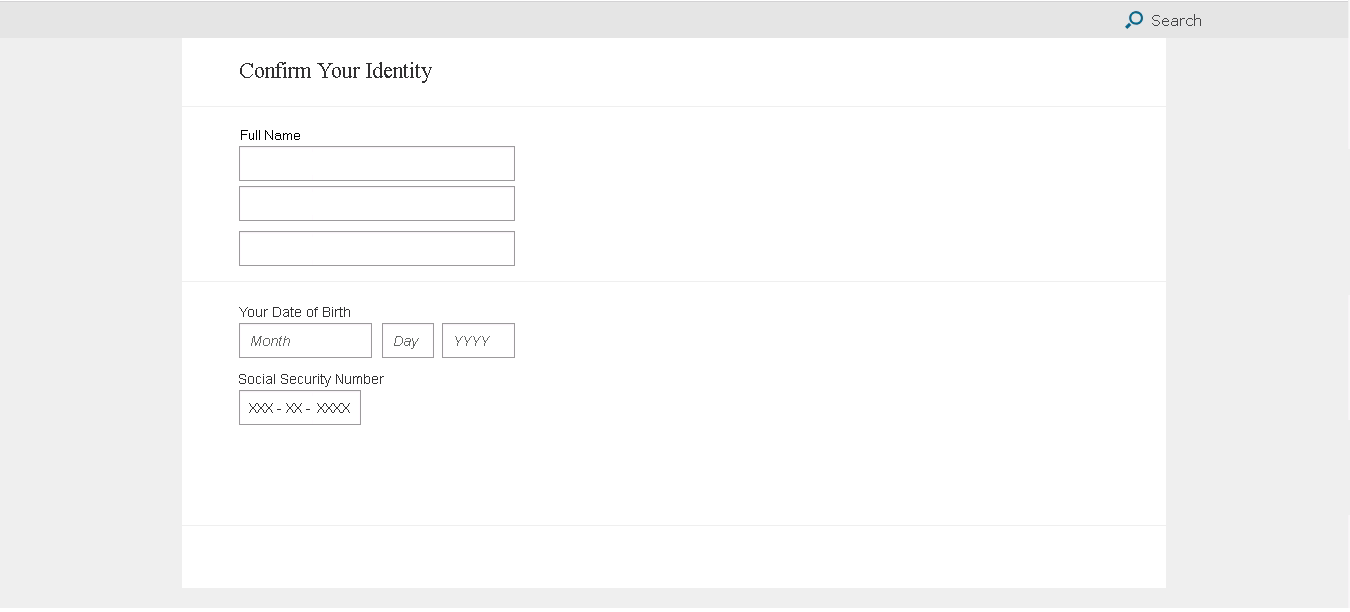 Search
Confirm Your Identity
Full Name
Your Date of Birth
Month Day YYYY
Social Security Number
XXX - XX - XXXX